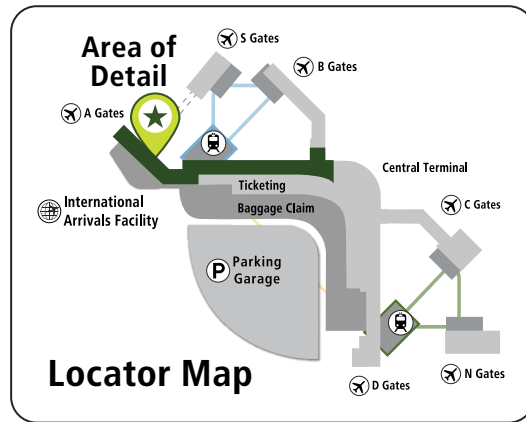 Area of
Detail
S Gates
B Gates
A Gates
Central Terminal
Ticketing
International
Arrivals Facility
Baggage Claim
C Gates
P
Parking
Garage
Locator Map
D Gates
N Gates